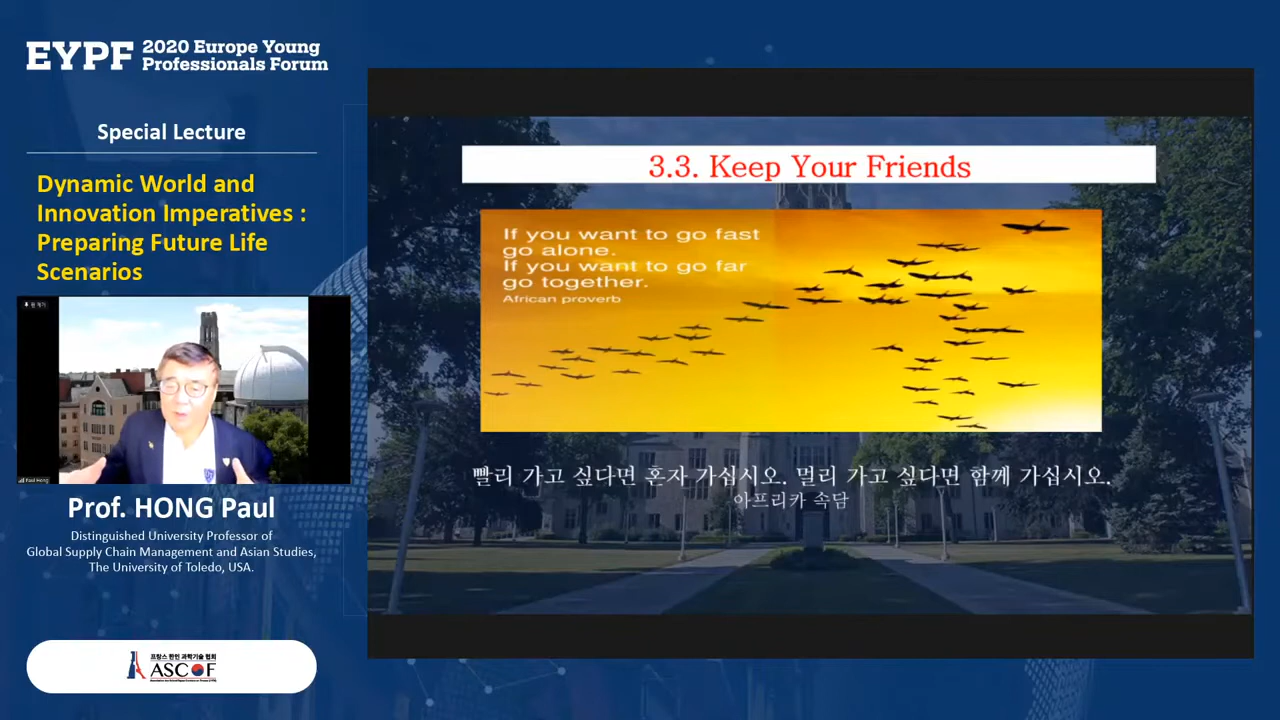 EYPF
2020 Europe Young
Professionals Forum
Special Lecture
Dynamic World and
Innovation Imperatives :
Preparing Future Life
Scenarios
Paul Hong
Prof. HONG Paul
Distinguished University Professor of
Global Supply Chain Management and Asian Studies,
The University of Toledo, USA.
프랑스 한인 과학기술 협회
ASCOF
3.3. Keep Your Friends
If you want to go fast
go alone.
If you want to go far
go together.
African proverb
빨리 가고 싶다면 혼자 가십시오. 멀리 가고 싶다면 함께 가십시오.
아프리카 속담